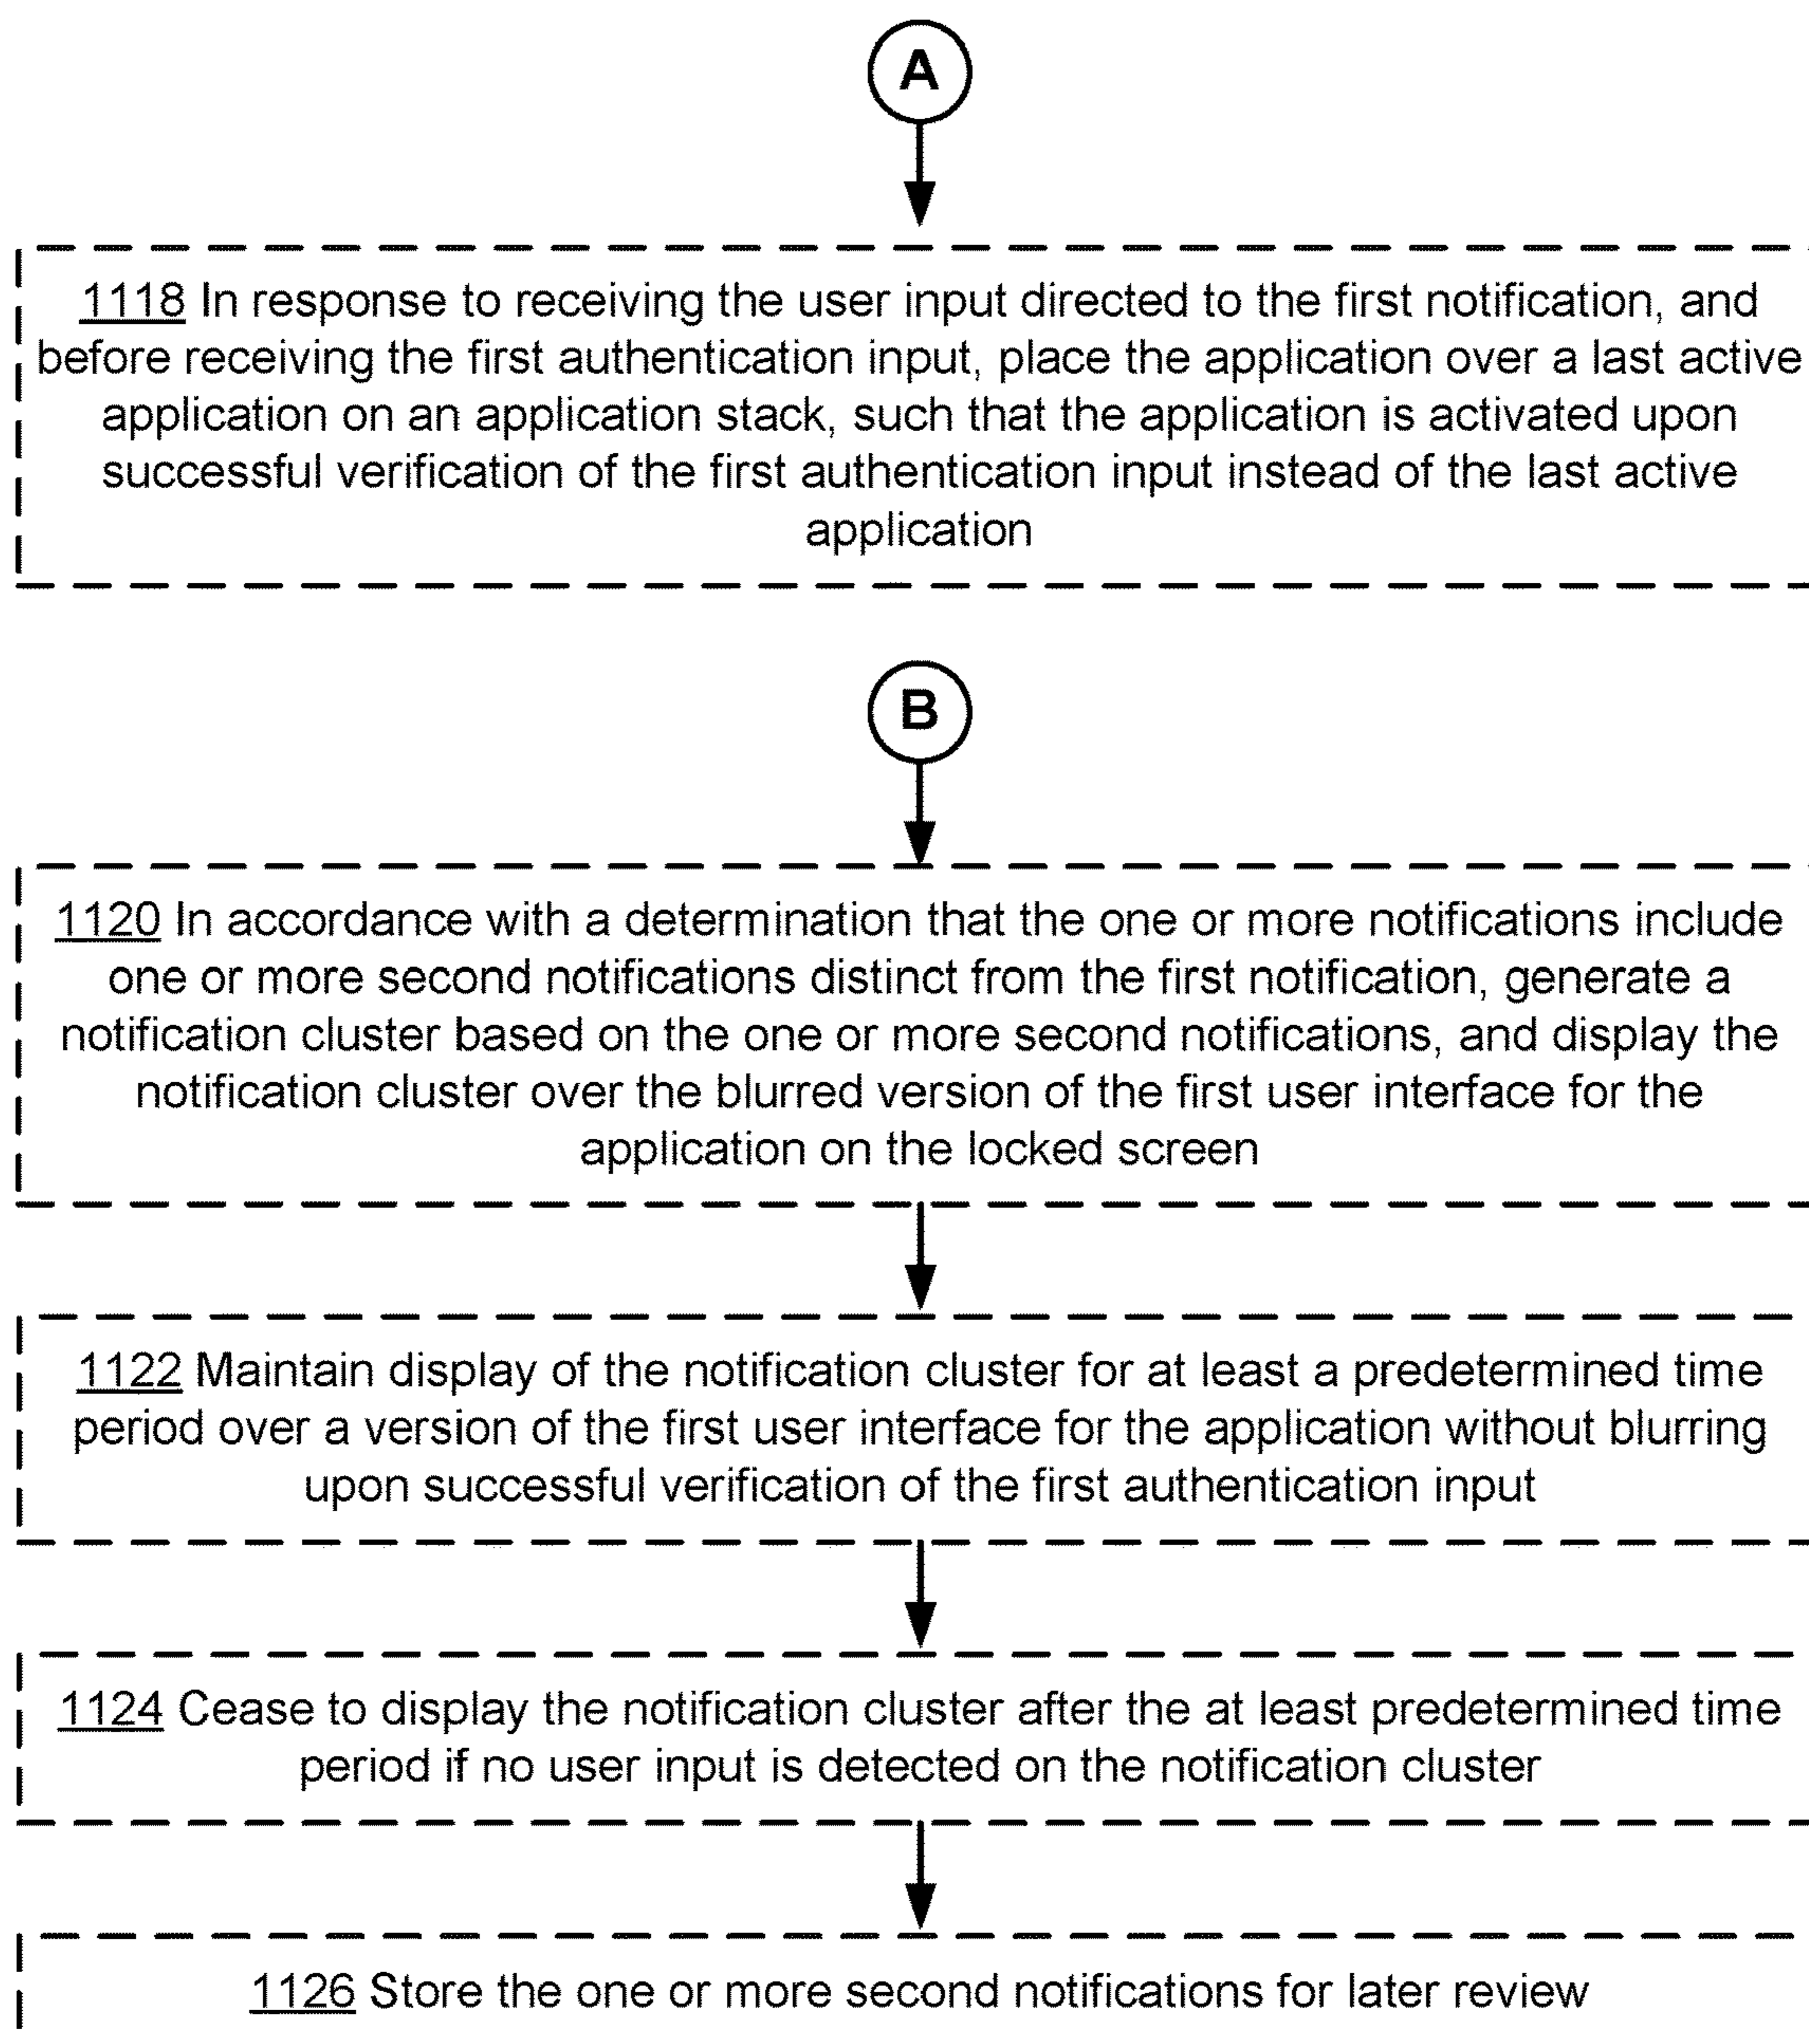 A
1118 In response to receiving the user input directed to the first notification, and
before receiving the first authentication input, place the application over a last active
application on an application stack, such that the application is activated upon
successful verification of the first authentication input instead of the last active
application
B
1120 In accordance with a determination that the one or more notifications include
one or more second notifications distinct from the first notification, generate a
notification cluster based on the one or more second notifications, and display the
notification cluster over the blurred version of the first user interface for the
application on the locked screen
1122 Maintain display of the notification cluster for at least a predetermined time
period over a version of the first user interface for the application without blurring
upon successful verification of the first authentication input
1124 Cease to display the notification cluster after the at least predetermined time
period if no user input is detected on the notification cluster
1126 Store the one or more second notifications for later review